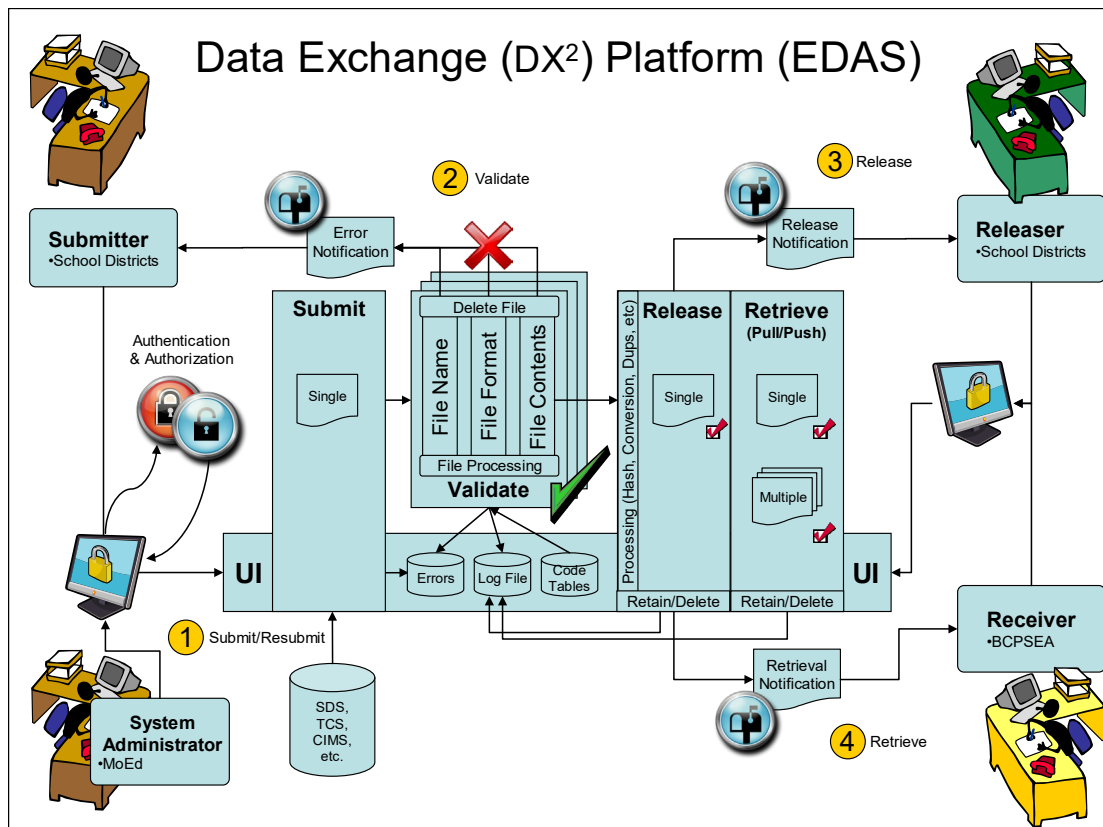 Data Exchange (DX²) Platform (EDAS)
3
Release
2
Validate
Submitter
•School Districts
Error
Notification
Release
Notification
Releaser
•School Districts
Submit
Delete File
File Name
File Format
File Contents
File Processing
Validate
Processing (Hash, Conversion, Dups, etc)
Release
Retrieve
(Pull/Push)
Authentication
& Authorization
Single
Single
Single
Multiple
UI
Errors
Log File
Code
Tables
UI
Retain/Delete
Retain/Delete
1
Submit/Resubmit
Receiver
•BCPSEA
SDS,
TCS,
CIMS,
etc.
Retrieval
Notification
System
Administrator
•MoEd
4
Retrieve